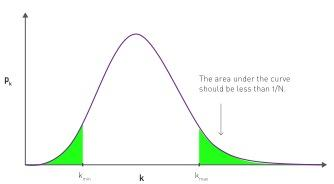 p_k
The area under the curve
should be less than 1/N.
k_min
k
k_max